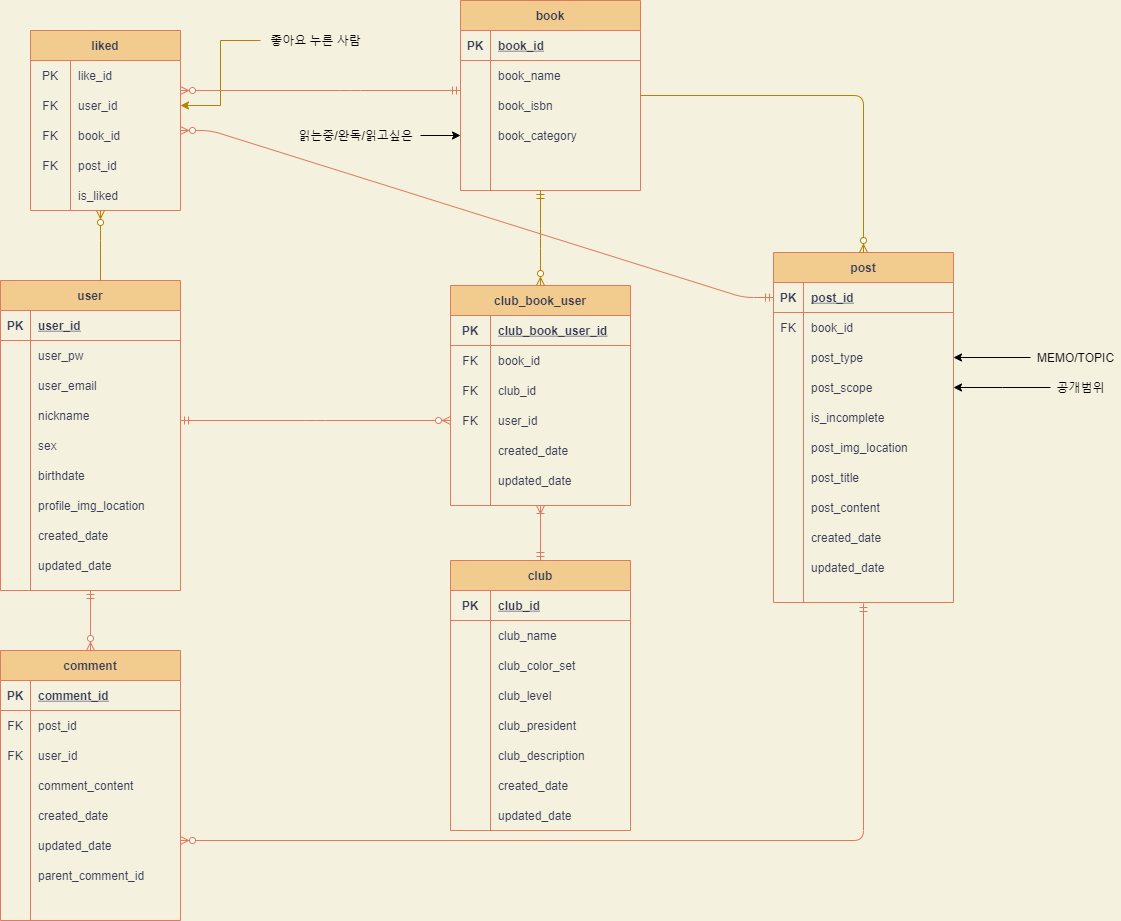 liked
PK like_id
FK user_id
FK book_id
FK post_id
is_liked
좋아요 누른 사람
book
PK book_id
book_name
book_isbn
book_category
읽는중/완독/읽고싶은
user
PK user_id
user_pw
user_email
nickname
sex
birthdate
profile_img_location
created_date
updated_date
club_book_user
PK club_book_user_id
FK book_id
FK club_id
FK user_id
created_date
updated_date
post
PK post_id
FK book_id
post_type
post_scope
is_incomplete
post_img_location
post_title
post_content
created_date
updated_date
MEMO/TOPIC
공개범위
comment
PK comment_id
FK post_id
FK user_id
comment_content
created_date
updated_date
parent_comment_id
club
PK club_id
club_name
club_color_set
club_level
club_president
club_description
created_date
updated_date